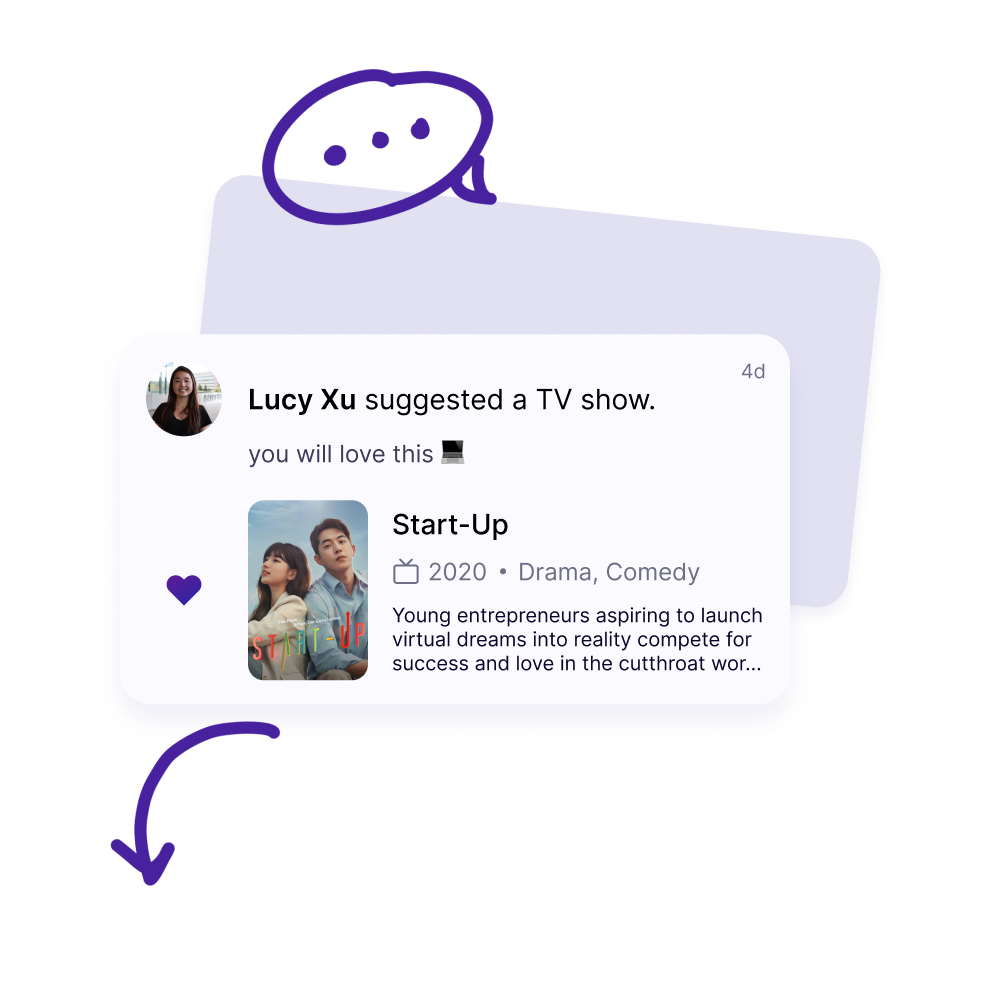 4d
Lucy Xu suggested a TV show.
you will love this 💻
Start-Up
2020 • Drama, Comedy
Young entrepreneurs aspiring to launch
virtual dreams into reality compete for
success and love in the cutthroat wor...
START-UP